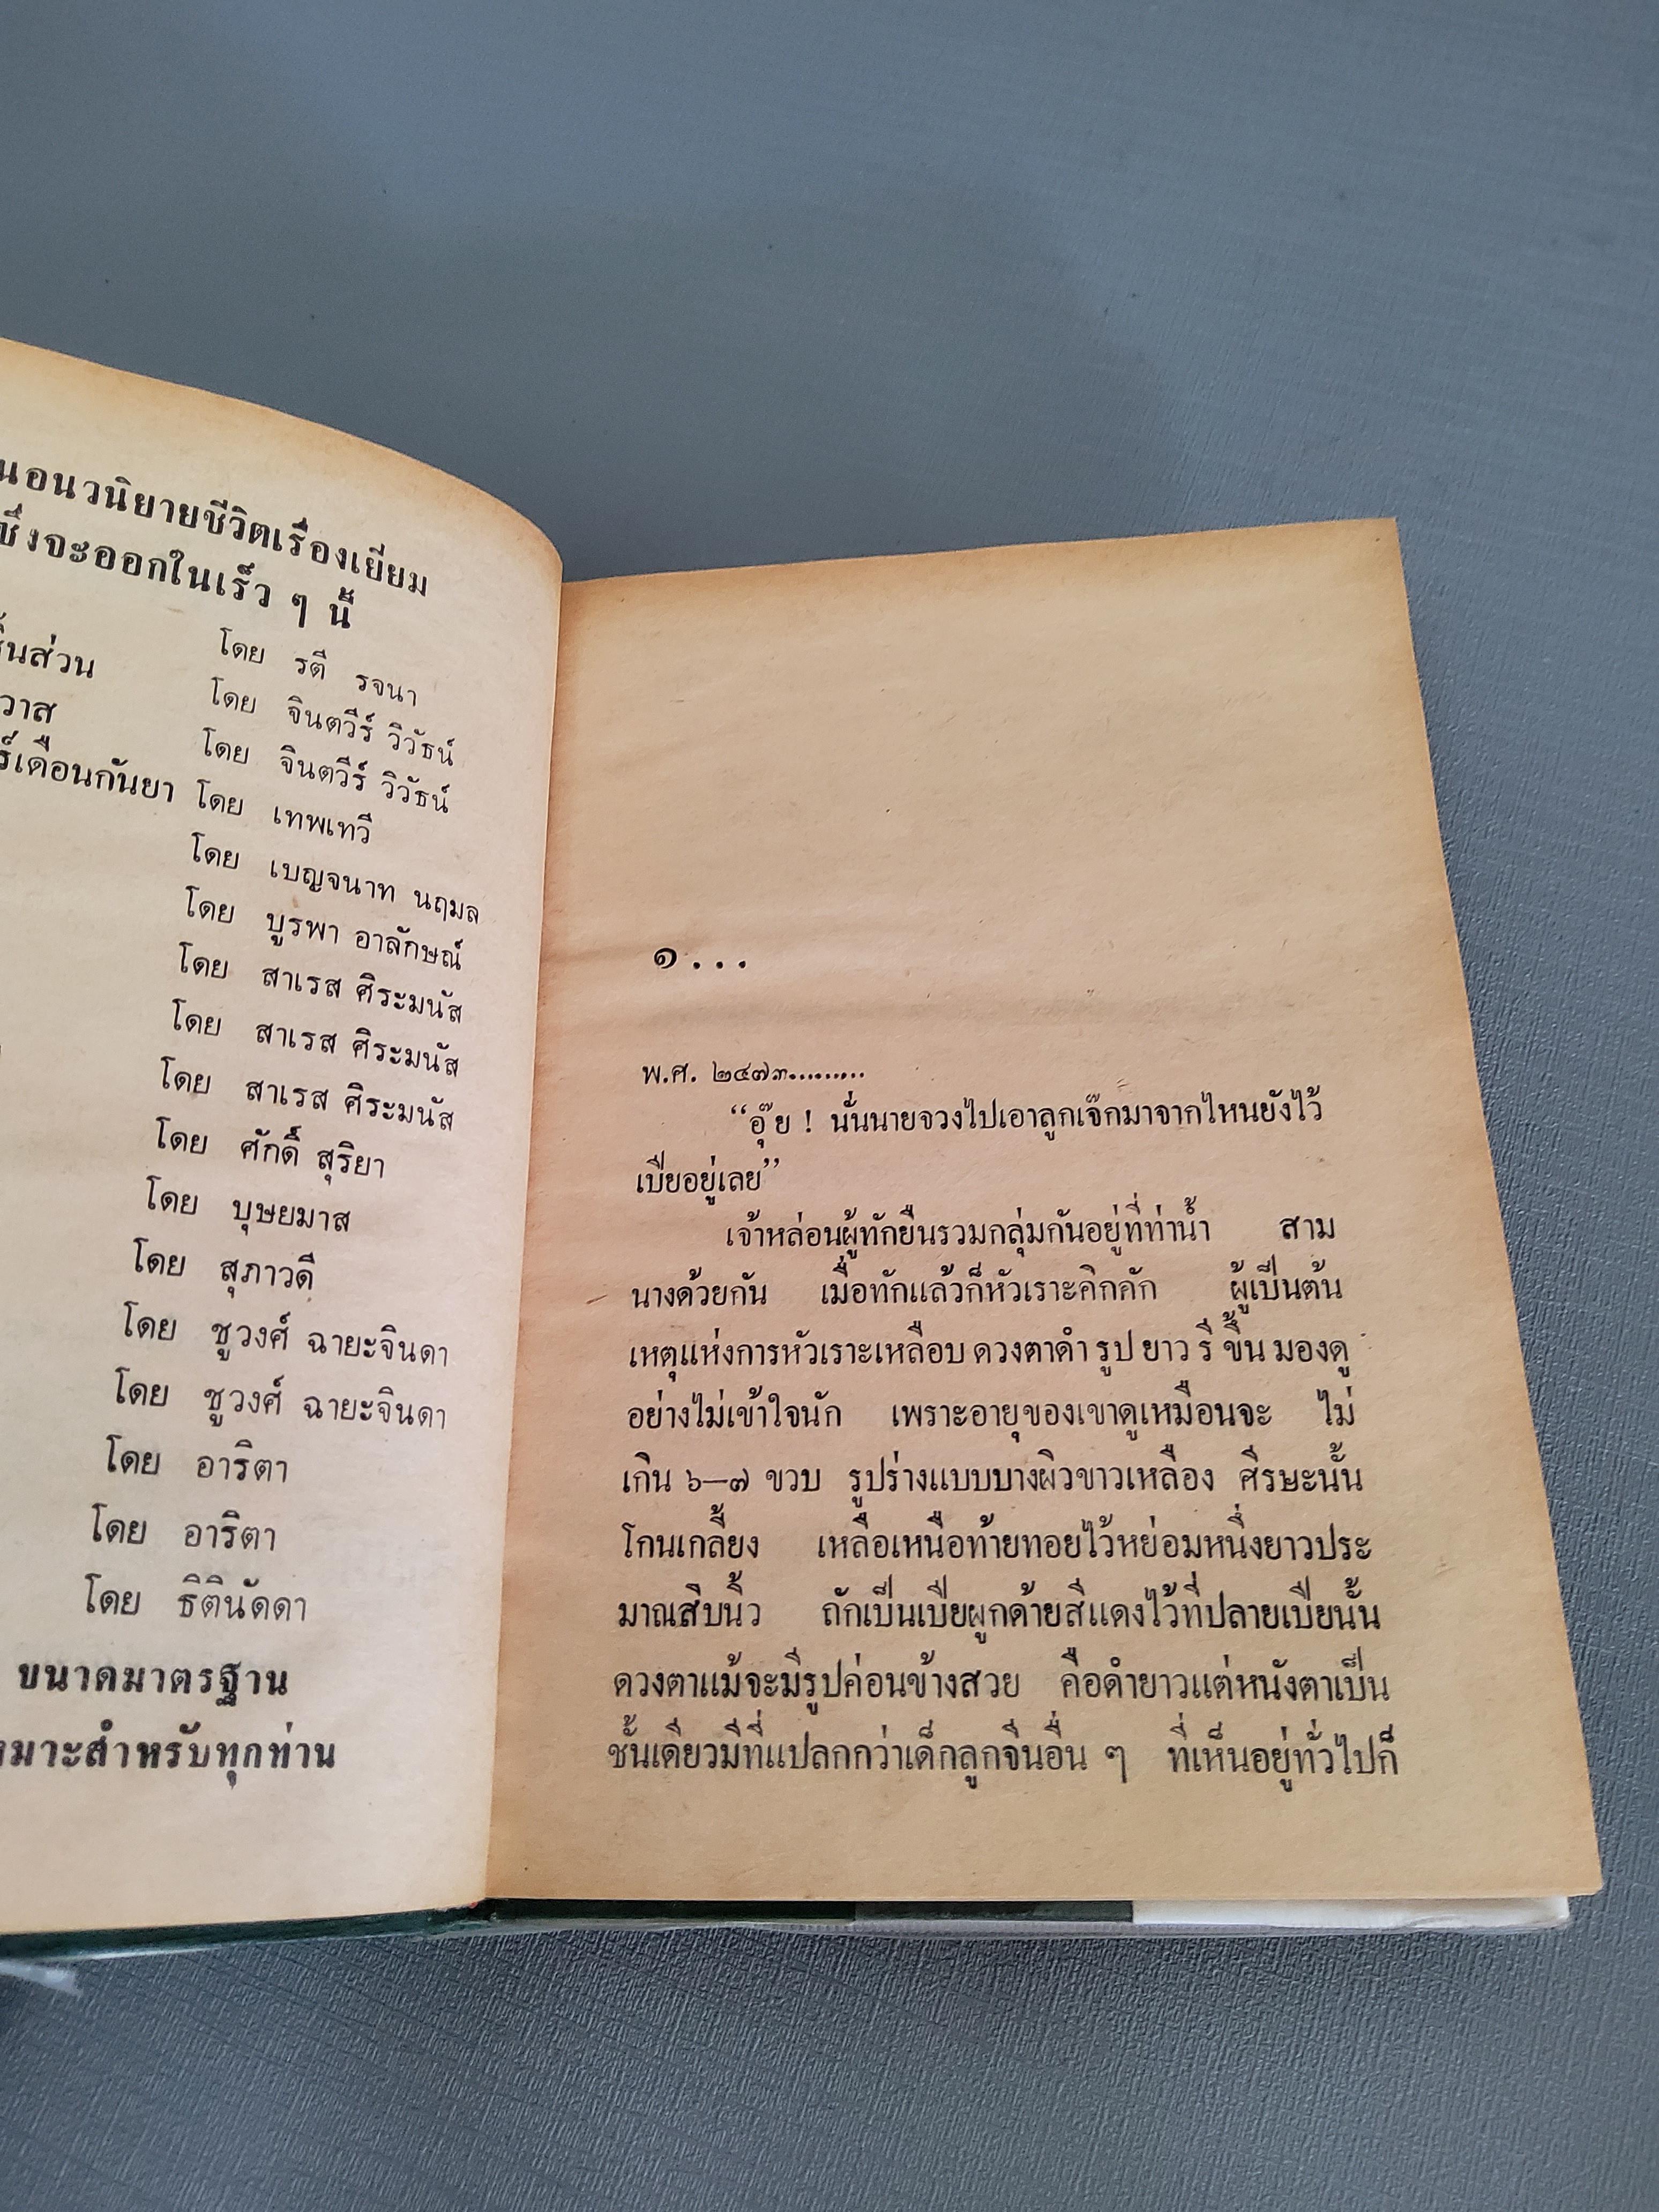 นอนวนิยายชีวิตเรื่องเยี่ยม
ซึ่งจะออกในเร็ว ๆ นี้
ชิ้นส่วน โดย รตี รจนา
วาส โดย จินตวีร์ วิวัธน์
ร์เดือนกันยา โดย จินตวีร์ วิวัธน์
โดย เทพเทวี
โดย เบญจนาท นฤมล
โดย บูรพา อาลักษณ์
โดย สาเรส ศิระมนัส
โดย สาเรส ศิระมนัส
โดย สาเรส ศิระมนัส
โดย ศักดิ์ สุริยา
โดย บุษยมาส
โดย สุภาวดี
โดย ชูวงศ์ ฉายะจินดา
โดย ชูวงศ์ ฉายะจินดา
โดย อาริตา
โดย อาริตา
โดย ธิตินัดดา
ขนาดมาตรฐาน
หมาะสำหรับทุกท่าน
๑...
พ.ศ. ๒๔๗๓.........
“อุ๊ย ! นั่นนายจวงไปเอาลูกเจ๊กมาจากไหนยังไว้
เปียอยู่เลย”
เจ้าหล่อนผู้ทักยืนรวมกลุ่มกันอยู่ที่ท่าน้ำ สาม
นางด้วยกัน เมื่อทักแล้วก็หัวเราะคิกคัก ผู้เป็นต้น
เหตุแห่งการหัวเราะเหลือบ ดวงตาดำ รูป ยาว รี ขึ้น มองดู
อย่างไม่เข้าใจนัก เพราะอายุของเขาดูเหมือนจะ ไม่
เกิน ๖—๗ ขวบ รูปร่างแบบบางผิวขาวเหลือง ศีรษะนั้น
โกนเกลี้ยง เหลือเหนือท้ายทอยไว้หย่อมหนึ่งยาวประ
มาณสิบนิ้ว ถักเป็นเปียผูกด้ายสีแดงไว้ที่ปลายเปียนั้น
ดวงตาแม้จะมีรูปค่อนข้างสวย คือดำยาวแต่หนังตาเป็น
ชั้นเดียวมีที่แปลกกว่าเด็กลูกจีนอื่น ๆ ที่เห็นอยู่ทั่วไปก็